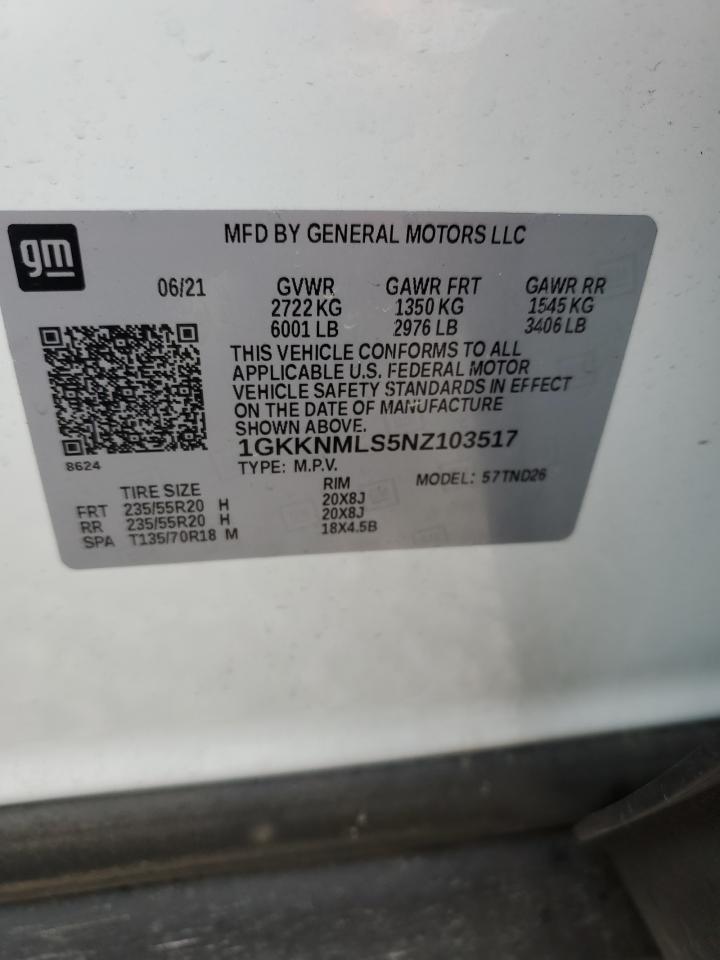 gm
MFD BY GENERAL MOTORS LLC
06/21 GVWR GAWR FRT GAWR RR
2722 KG 1350 KG 1545 KG
6001 LB 2976 LB 3406 LB
THIS VEHICLE CONFORMS TO ALL
APPLICABLE U.S. FEDERAL MOTOR
VEHICLE SAFETY STANDARDS IN EFFECT
ON THE DATE OF MANUFACTURE
SHOWN ABOVE.
1GKKNMLS5NZ103517
8624
TYPE: M.P.V. MODEL: 57TND26
TIRE SIZE RIM
FRT 235/55R20 H 20X8J
RR 235/55R20 H 20X8J
SPA T135/70R18 M 18X4.5B